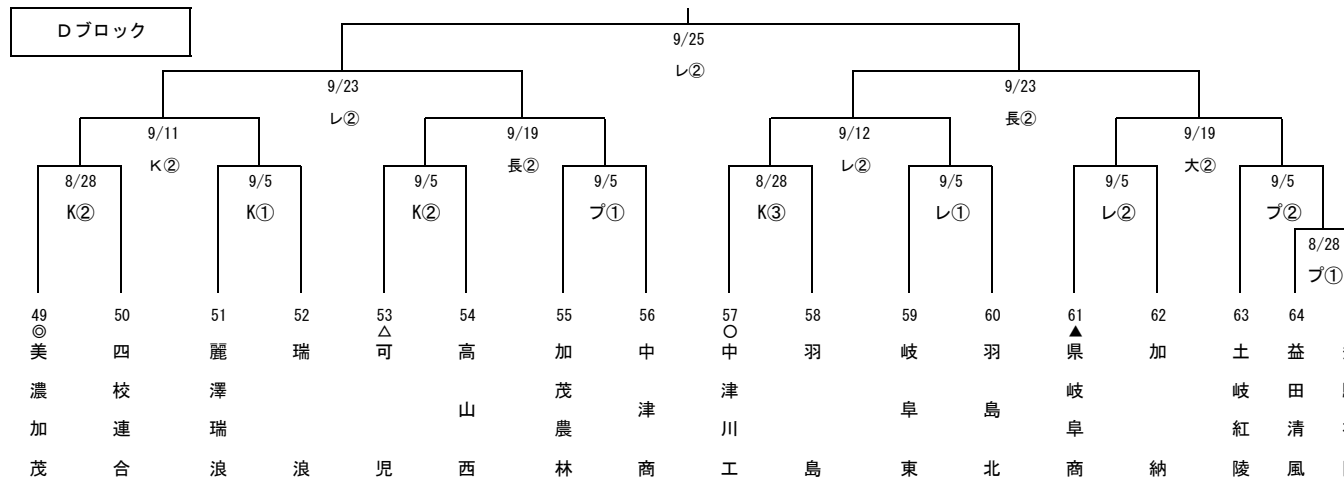 Dブロック
9/25
レ②
9/23
レ②
9/23
長②
9/11
K②
9/19
長②
9/12
レ②
9/19
大②
8/28
K②
9/5
K①
9/5
K②
9/5
プ①
8/28
K③
9/5
レ①
9/5
レ②
9/5
プ②
8/28
プ①
49
◎
美濃加茂
50
四校連合
51
麗澤瑞浪
52
瑞浪
53
△
可児
54
高山西
55
加茂農林
56
中津商
57
○
中津川工
58
羽島
59
岐阜東
60
羽島北
61
▲
県岐阜商
62
加納
63
土岐紅陵
64
益田清風